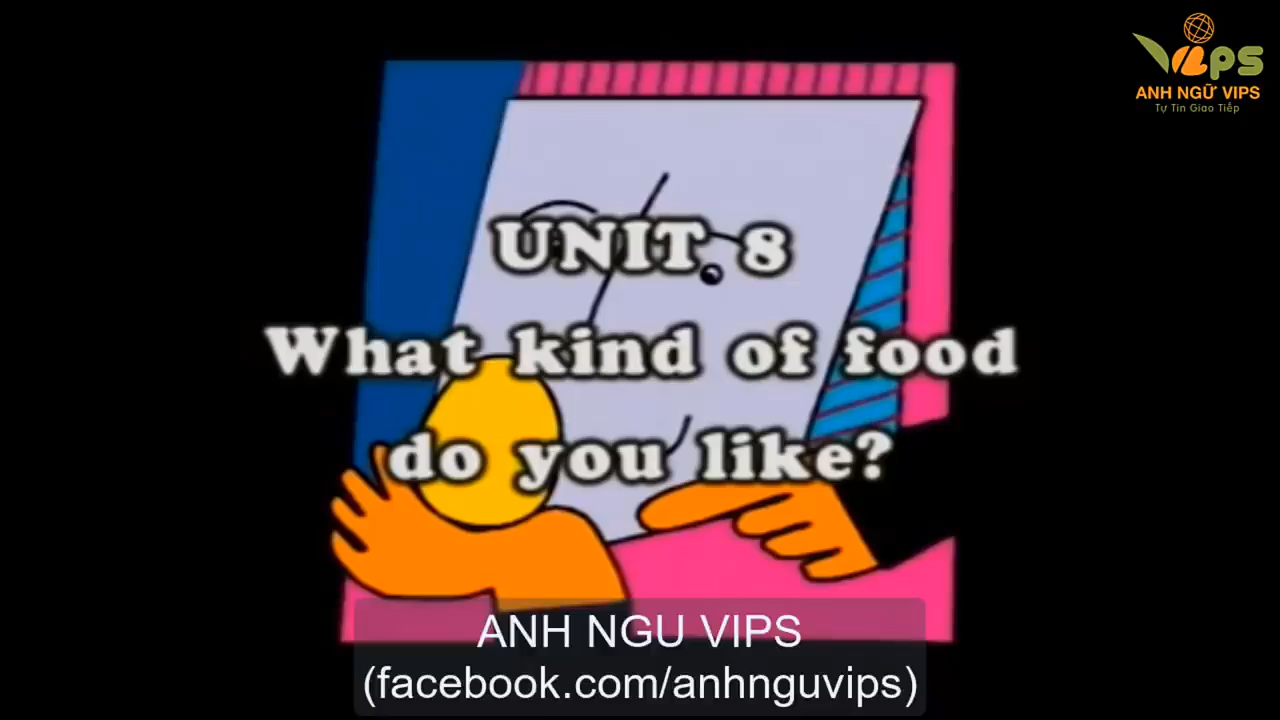 VIPS
ANH NGỮ VIPS
Tự Tin Giao Tiếp
UNIT 8
What kind of food
do you like?
ANH NGU VIPS
(facebook.com/anhnguvips)